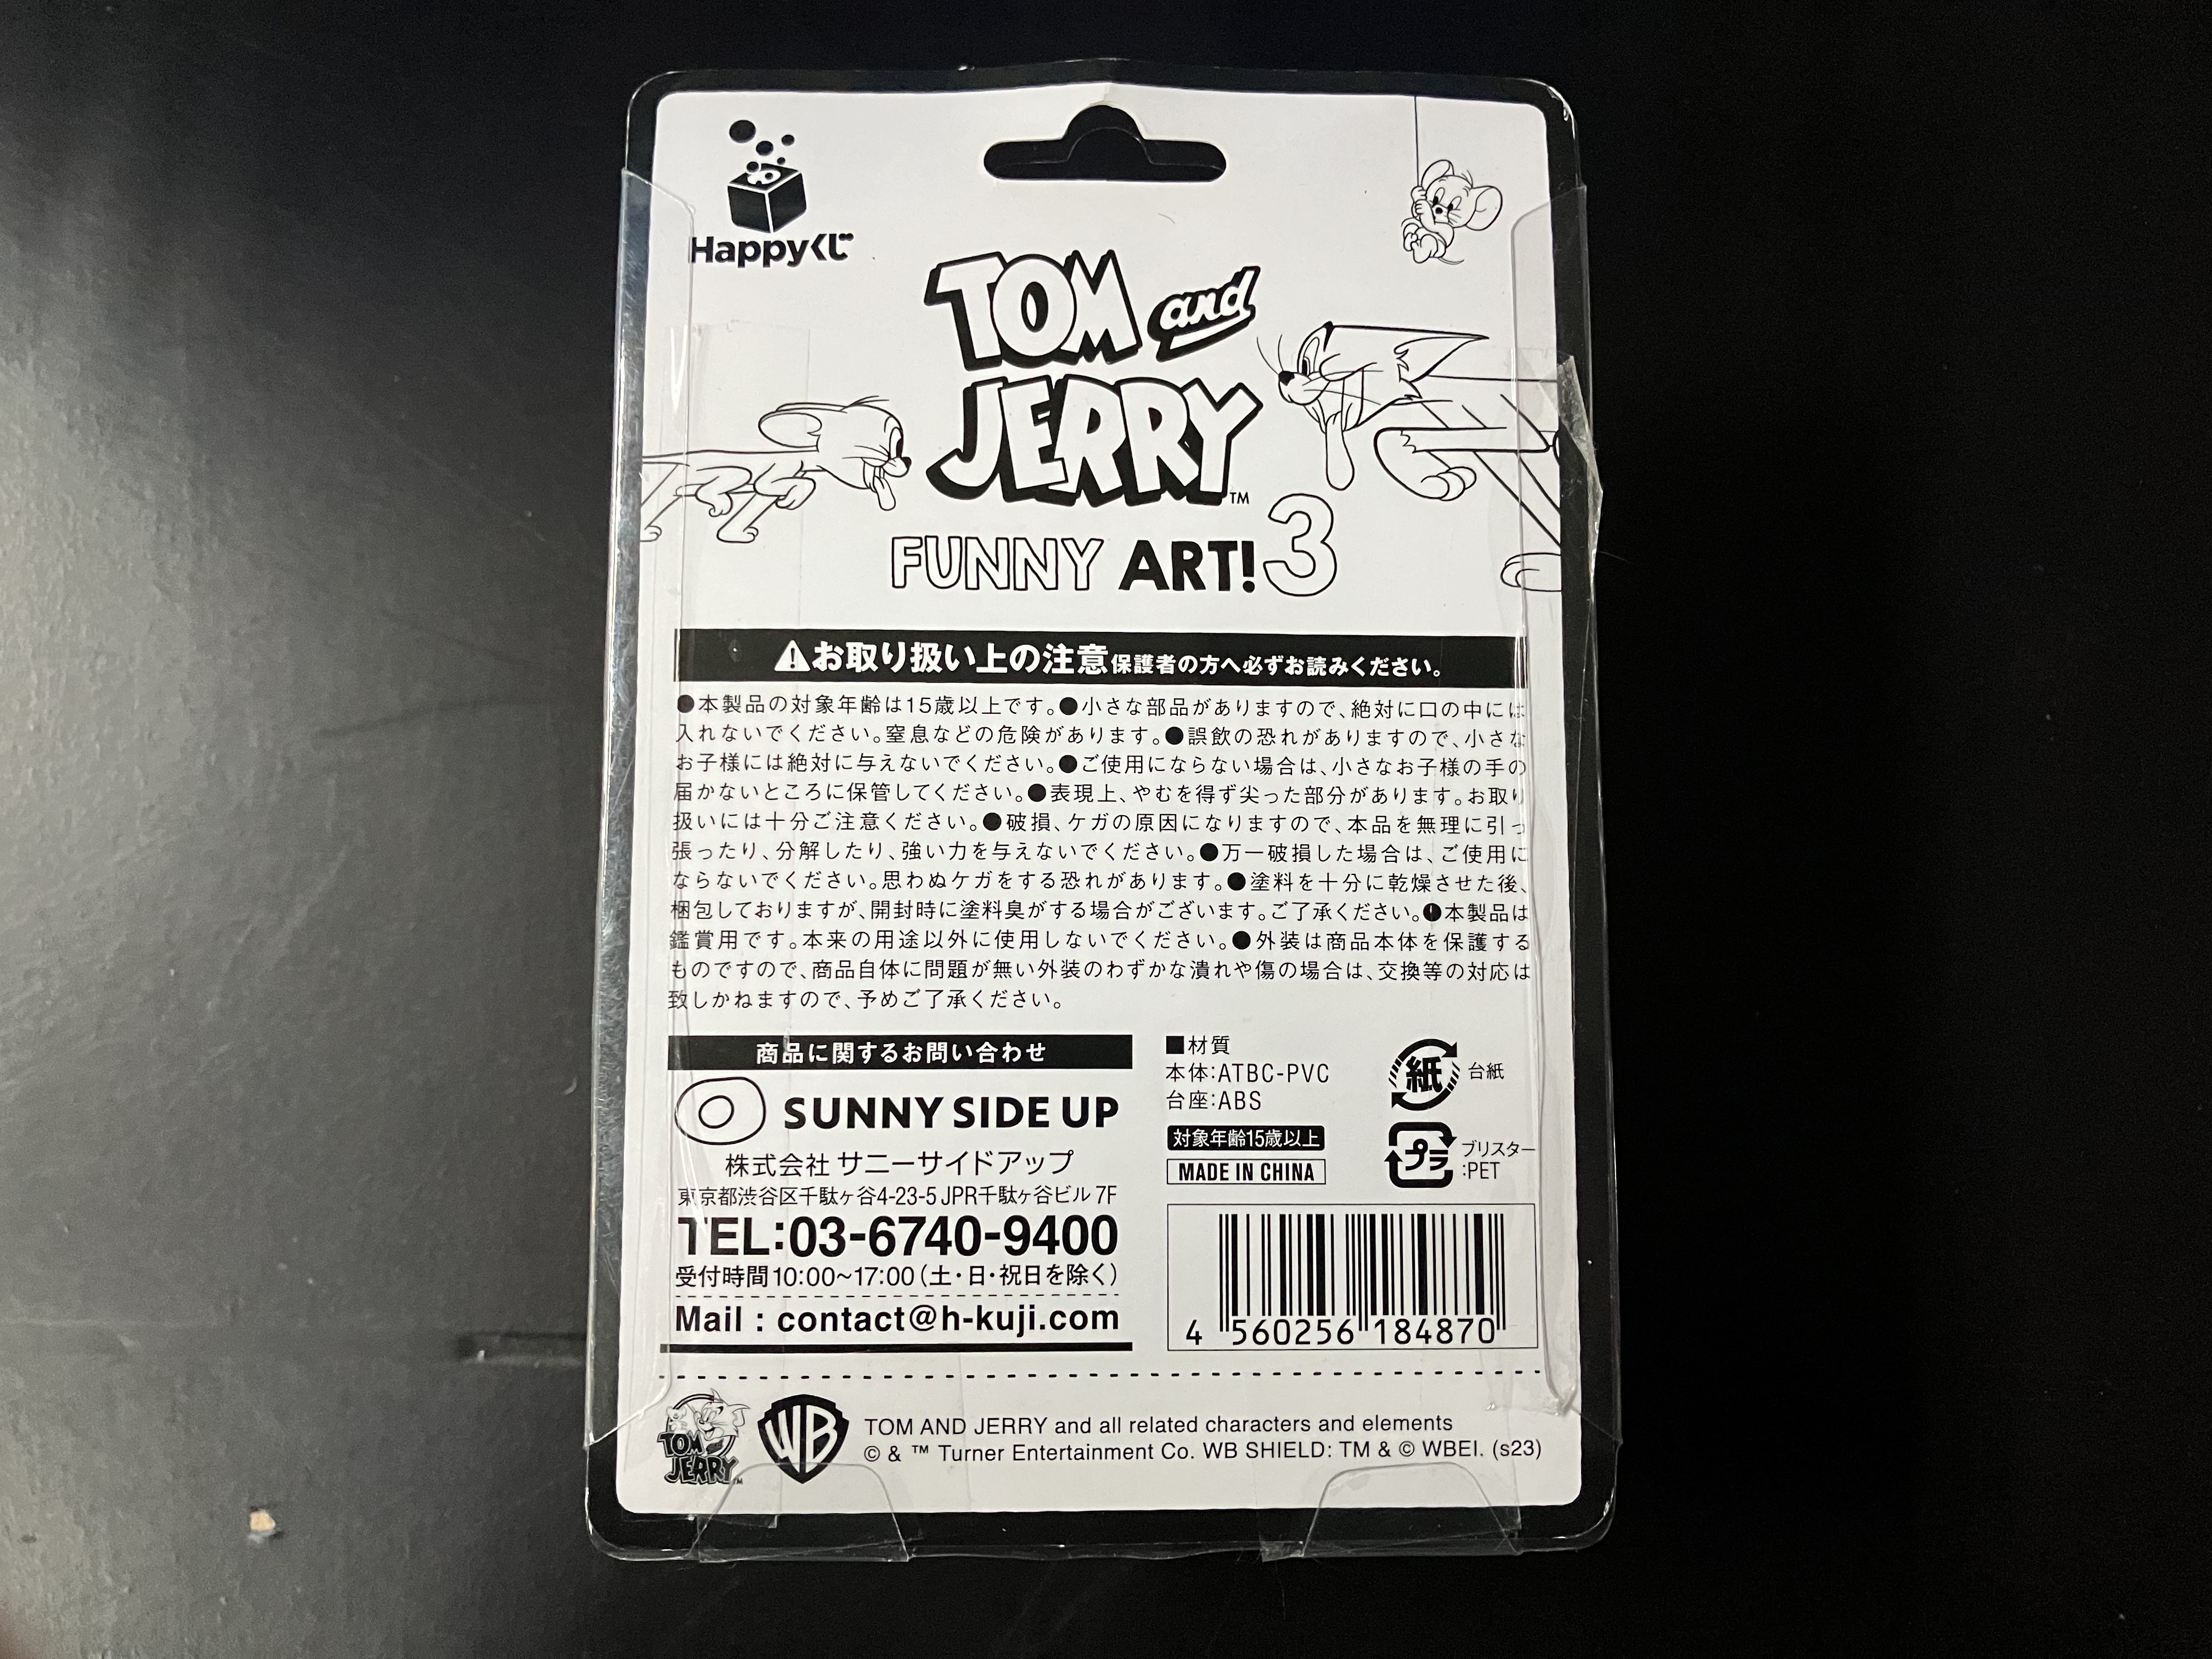 Happyくじ
TOM and
JERRY™
FUNNY ART!3
お取り扱い上の注意 保護者の方へ必ずお読みください。
●本製品の対象年齢は15歳以上です。●小さな部品がありますので、絶対に口の中には
入れないでください。窒息などの危険があります。●誤飲の恐れがありますので、小さな
お子様には絶対に与えないでください。●ご使用にならない場合は、小さなお子様の手の
届かないところに保管してください。●表現上、やむを得ず尖った部分があります。お取り
扱いには十分ご注意ください。●破損、ケガの原因になりますので、本品を無理に引っ
張ったり、分解したり、強い力を与えないでください。●万一破損した場合は、ご使用に
ならないでください。思わぬケガをする恐れがあります。●塗料を十分に乾燥させた後、
梱包しておりますが、開封時に塗料臭がする場合がございます。ご了承ください。●本製品は
鑑賞用です。本来の用途以外に使用しないでください。●外装は商品本体を保護する
ものですので、商品自体に問題が無い外装のわずかな潰れや傷の場合は、交換等の対応は
致しかねますので、予めご了承ください。
商品に関するお問い合わせ
SUNNY SIDE UP
株式会社 サニーサイドアップ
東京都渋谷区千駄ヶ谷4-23-5 JPR千駄ヶ谷ビル 7F
TEL:03-6740-9400
受付時間10:00~17:00(土・日・祝日を除く)
Mail : contact@h-kuji.com
■材質
本体:ATBC-PVC
台座:ABS
対象年齢15歳以上
MADE IN CHINA
紙 台紙
プラ ブリスター
:PET
4 560256 184870
TOM and JERRY™
WB
TOM AND JERRY and all related characters and elements
© & ™ Turner Entertainment Co. WB SHIELD: TM & © WBEI. (s23)